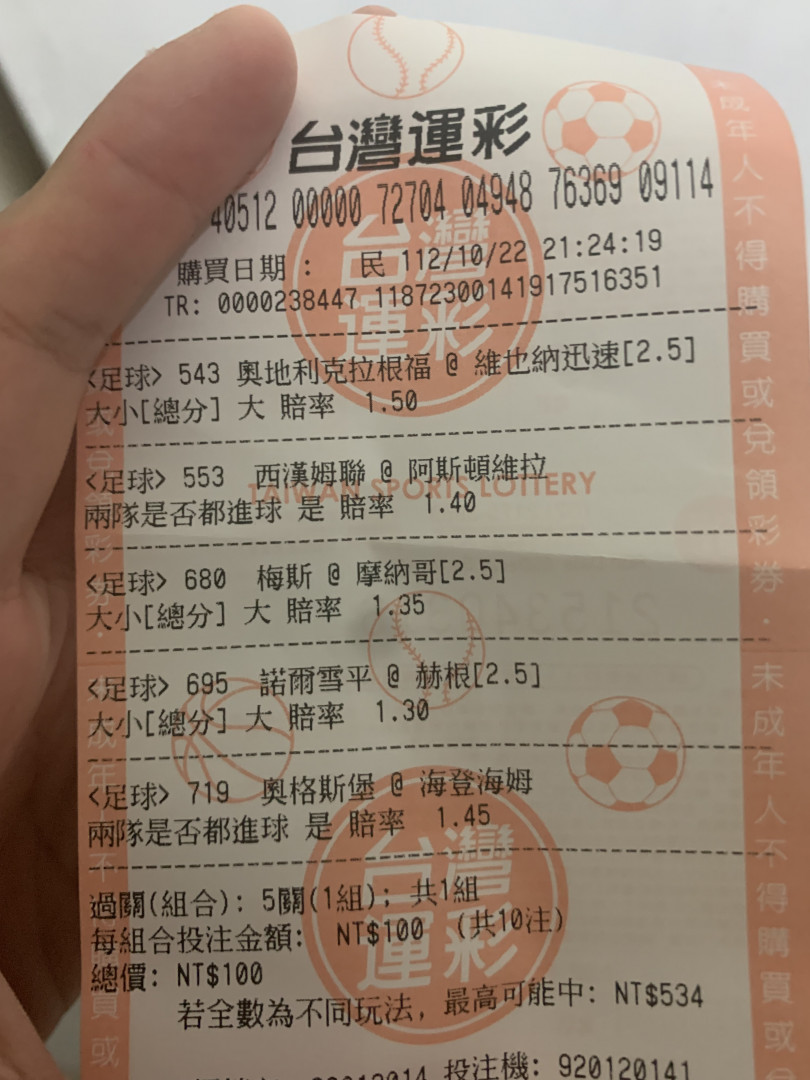 台灣運彩
40512 00000 72704 04948 76369 09114
購買日期： 民 112/10/22 21:24:19
TR: 0000238447 118723001419175​16351
<足球> 543 奧地利克拉根福 @ 維也納迅速[2.5]
大小[總分] 大 賠率 1.50
<足球> 553 西漢姆聯 @ 阿斯頓維拉
TAIWAN SPORTS LOTTERY
兩隊是否都進球 是 賠率 1.40
<足球> 680 梅斯 @ 摩納哥[2.5]
大小[總分] 大 賠率 1.35
<足球> 695 諾爾雪平 @ 赫根[2.5]
大小[總分] 大 賠率 1.30
<足球> 719 奧格斯堡 @ 海登海姆
兩隊是否都進球 是 賠率 1.45
過關(組合): 5關(1組); 共1組
每組合投注金額: NT$100 (共10注)
總價: NT$100
若全數為不同玩法, 最高可能中: NT$534
投注機: 920120141
台灣運彩
台灣運彩
未成年人不得購買或兌領彩券．未成年人不得購買或